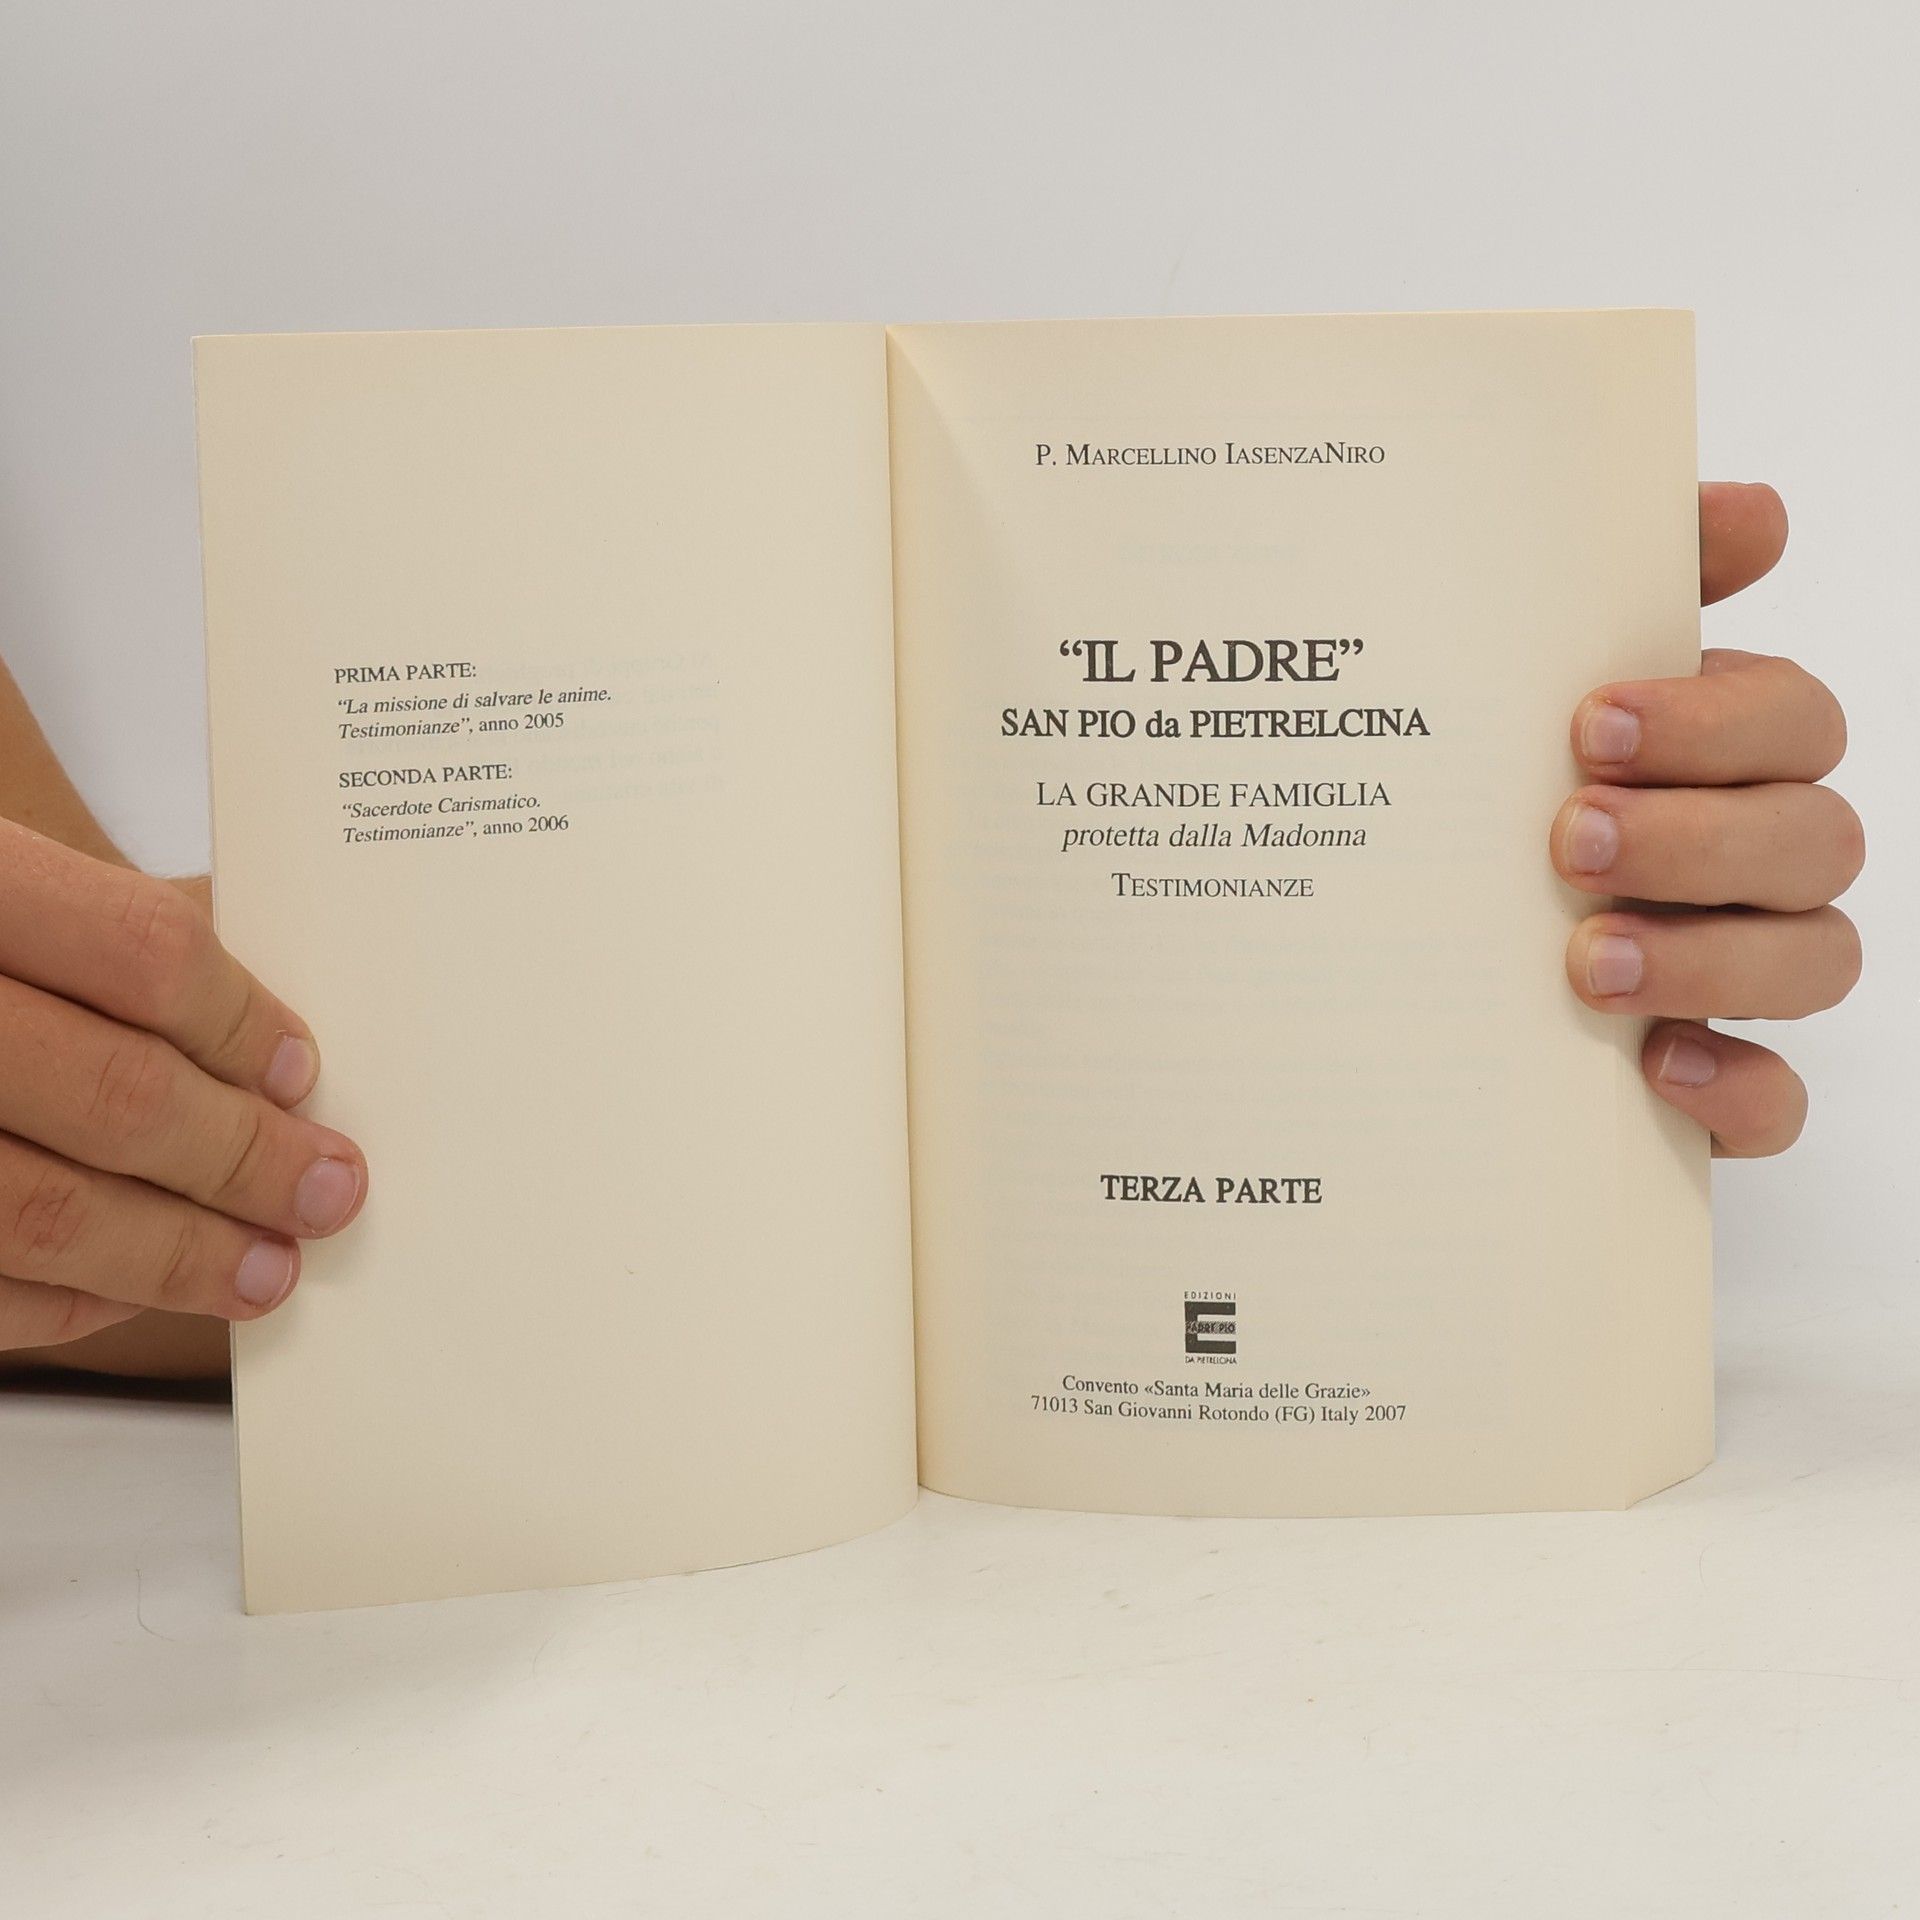 PRIMA PARTE:
“La missione di salvare le anime.
Testimonianze”, anno 2005
SECONDA PARTE:
“Sacerdote Carismatico.
Testimonianze”, anno 2006
P. MARCELLINO IASENZANIRO
“IL PADRE”
SAN PIO da PIETRELCINA
LA GRANDE FAMIGLIA
protetta dalla Madonna
TESTIMONIANZE
TERZA PARTE
EDIZIONI
PADRE PIO
DA PIETRELCINA
Convento «Santa Maria delle Grazie»
71013 San Giovanni Rotondo (FG) Italy 2007